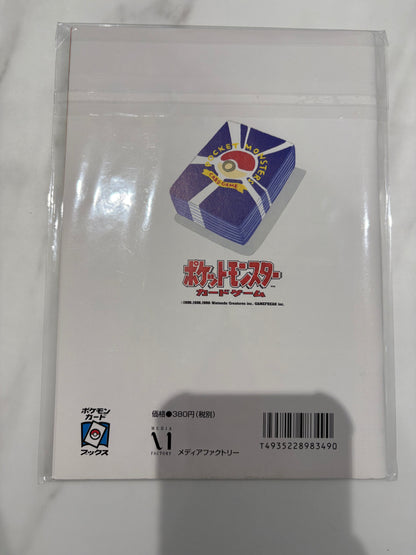 POCKET MONSTERS
CARD GAME
ポケットモンスター
カードゲーム
©1995,1996,1998 Nintendo Creatures inc. GAMEFREAK inc.
ポケモン
カード
ブックス
価格●380円(税別)
MEDIA
FACTORY
メディアファクトリー
T4935228983490